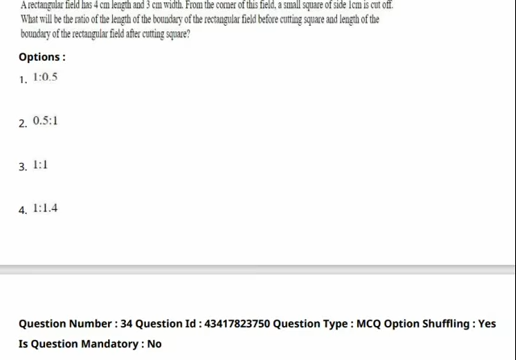 A rectangular field has 4 cm length and 3 cm width. From the corner of this field, a small square of side 1cm is cut off.
What will be the ratio of the length of the boundary of the rectangular field before cutting square and length of the
boundary of the rectangular field after cutting square?
Options :
1. 1:0.5
2. 0.5:1
3. 1:1
4. 1:1.4
Question Number : 34 Question Id : 43417823750 Question Type : MCQ Option Shuffling : Yes
Is Question Mandatory : No